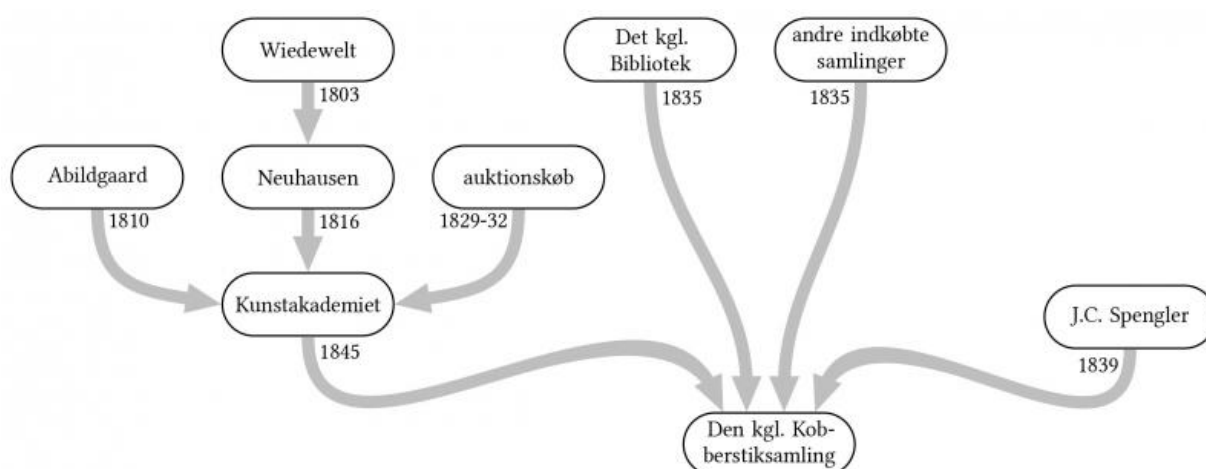 Wiedewelt
1803
Det kgl.
Bibliotek
1835
andre indkøbte
samlinger
1835
Abildgaard
1810
Neuhausen
1816
auktionskøb
1829-32
Kunstakademiet
1845
J.C. Spengler
1839
Den kgl. Kob-
berstiksamling